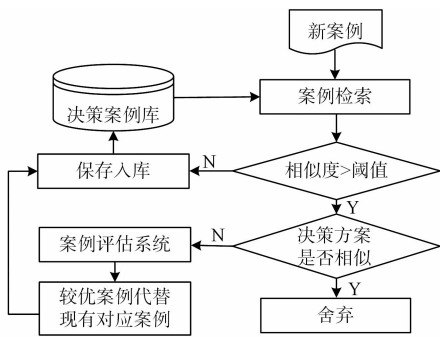 新案例
决策案例库
案例检索
保存入库
N
相似度>阈值
Y
案例评估系统
N
决策方案
是否相似
较优案例代替
现有对应案例
Y
舍弃